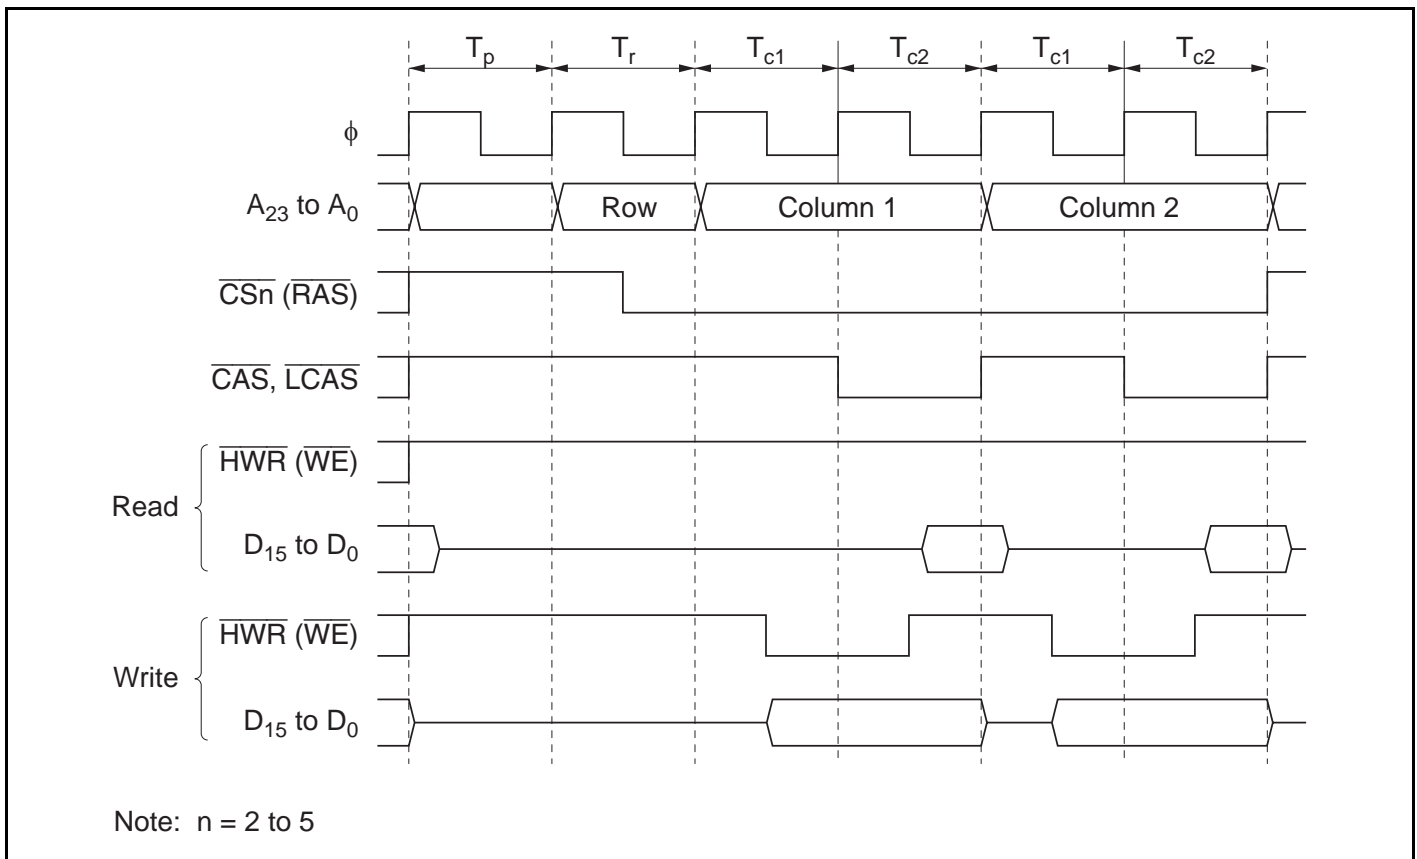 Tp Tr Tc1 Tc2 Tc1 Tc2
ϕ
A23 to A0 Row Column 1 Column 2
CSn (RAS)
CAS, LCAS
HWR (WE)
Read
D15 to D0
HWR (WE)
Write
D15 to D0
Note: n = 2 to 5